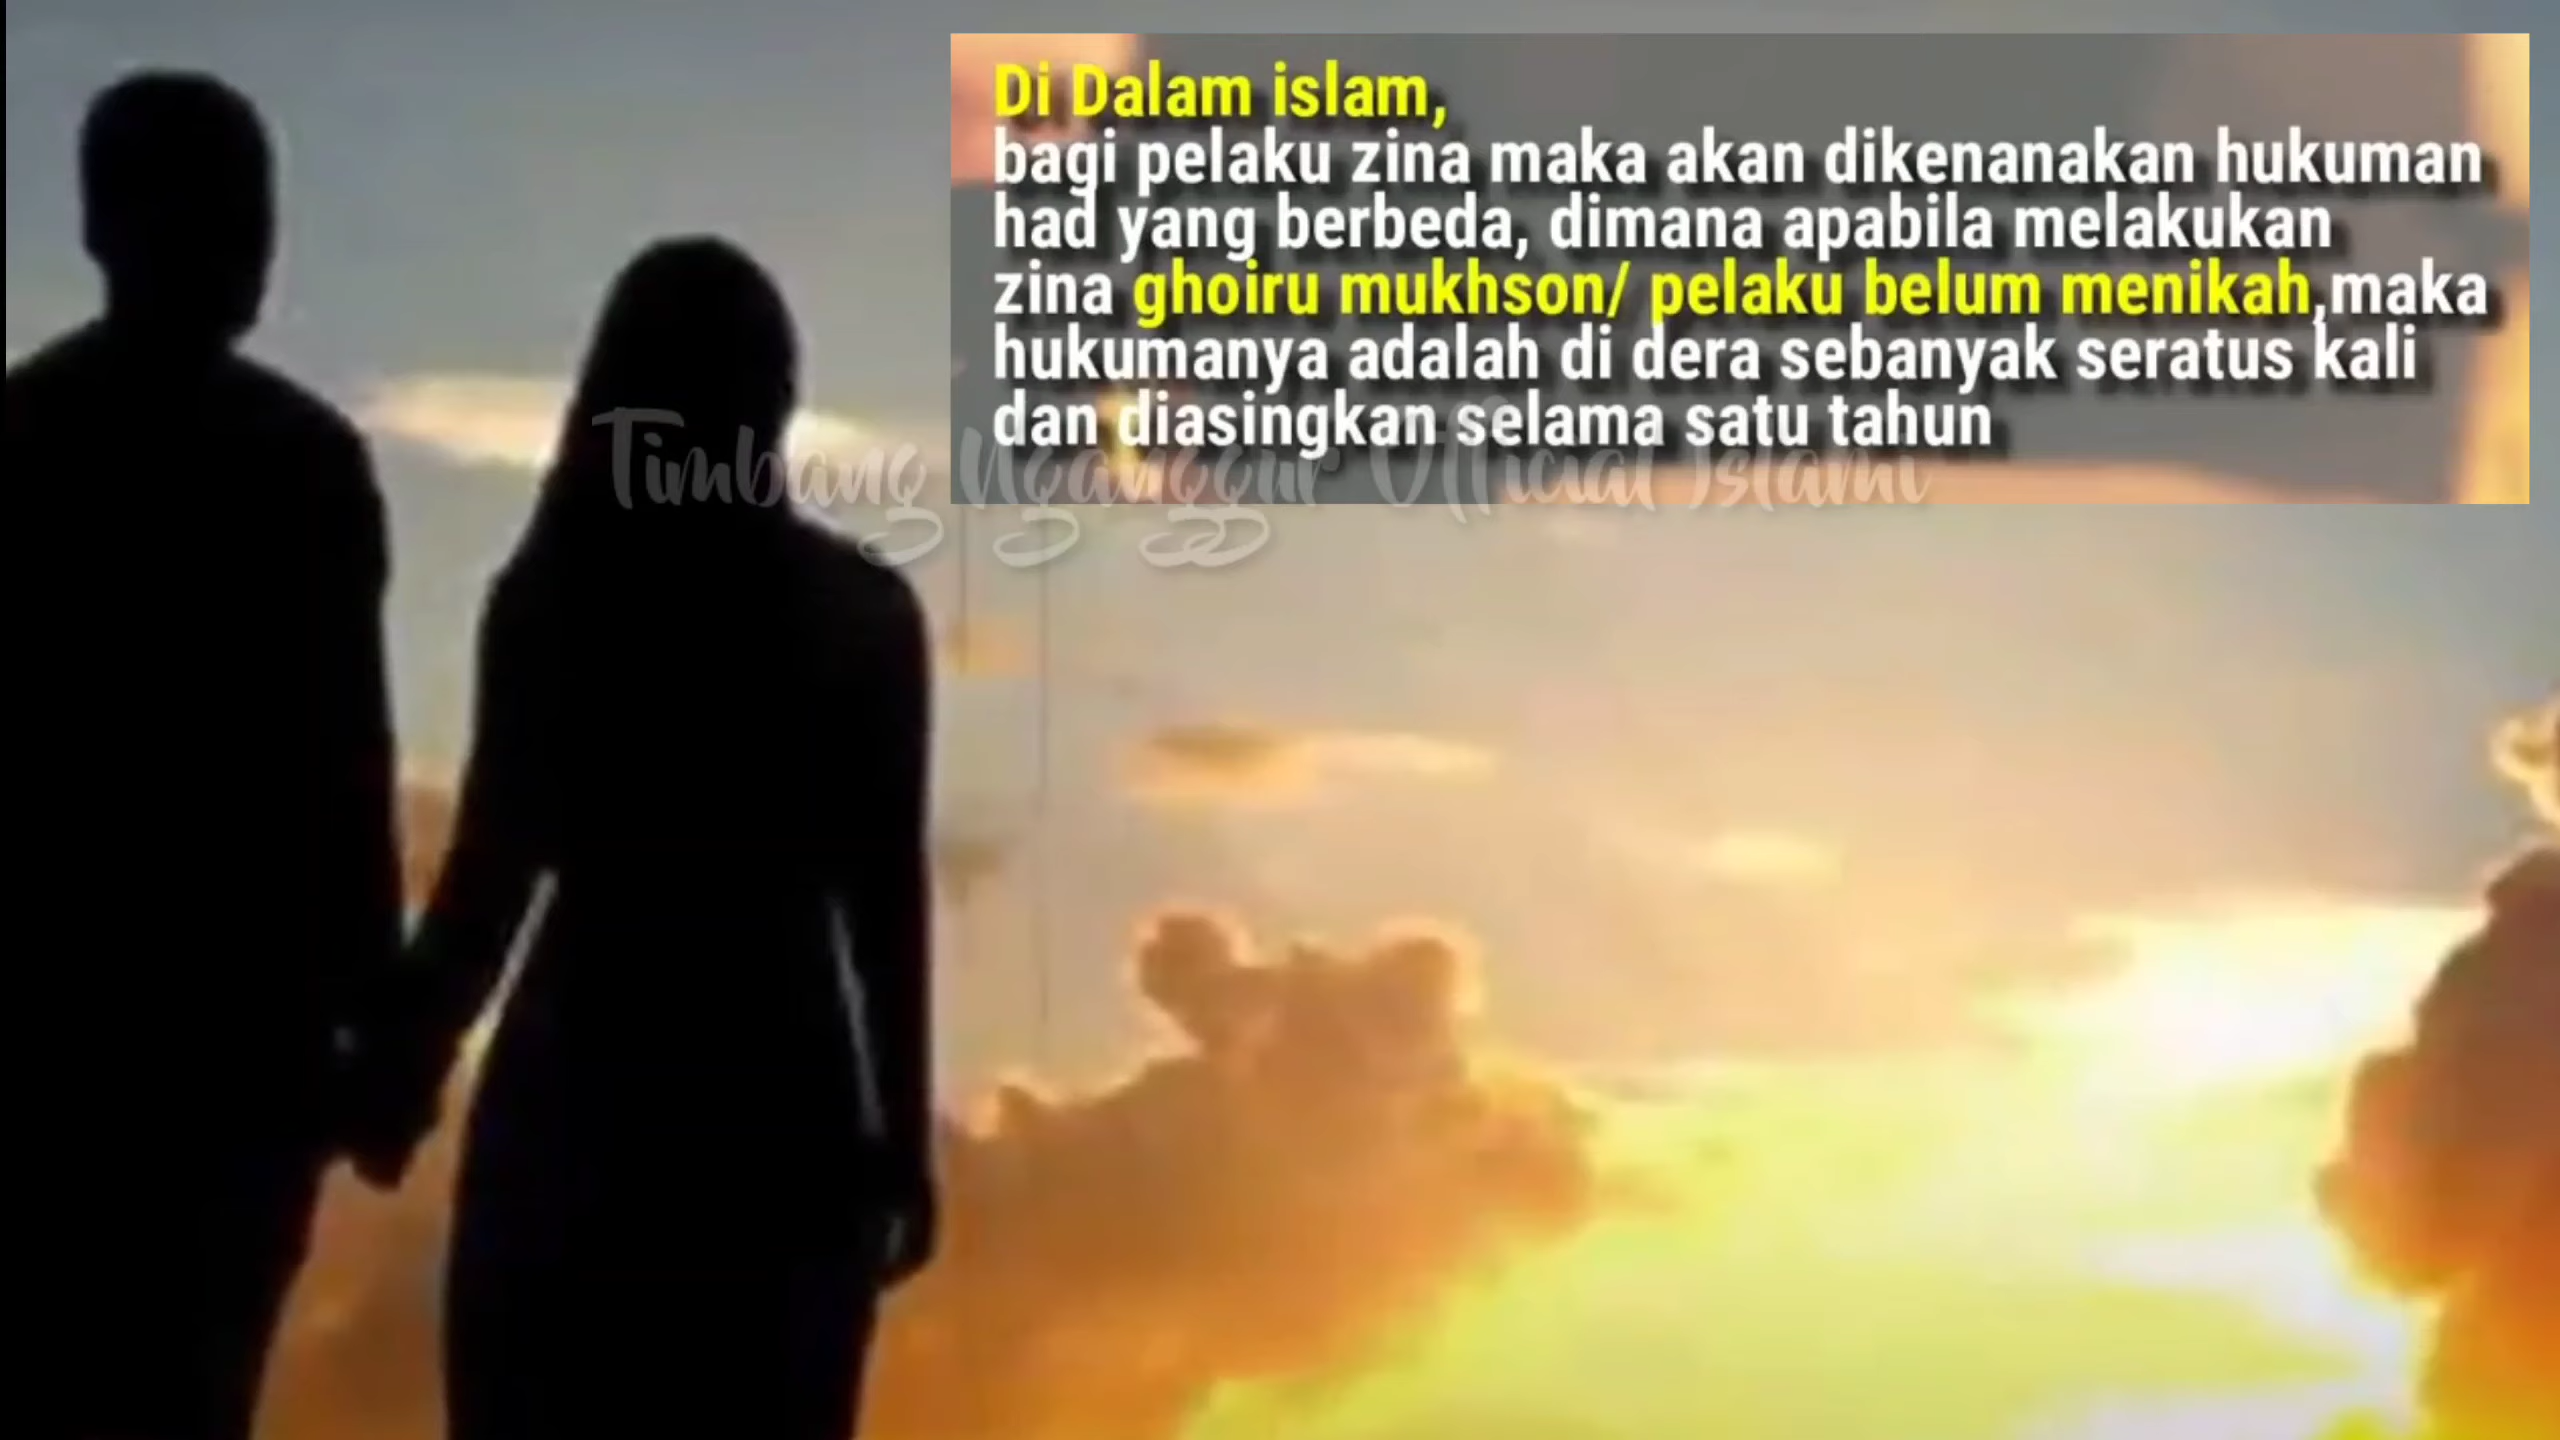 Di Dalam islam,
bagi pelaku zina maka akan dikenanakan hukuman
had yang berbeda, dimana apabila melakukan
zina ghoiru mukhson/ pelaku belum menikah,maka
hukumanya adalah di dera sebanyak seratus kali
dan diasingkan selama satu tahun
Timbang Nganggur Official Islami